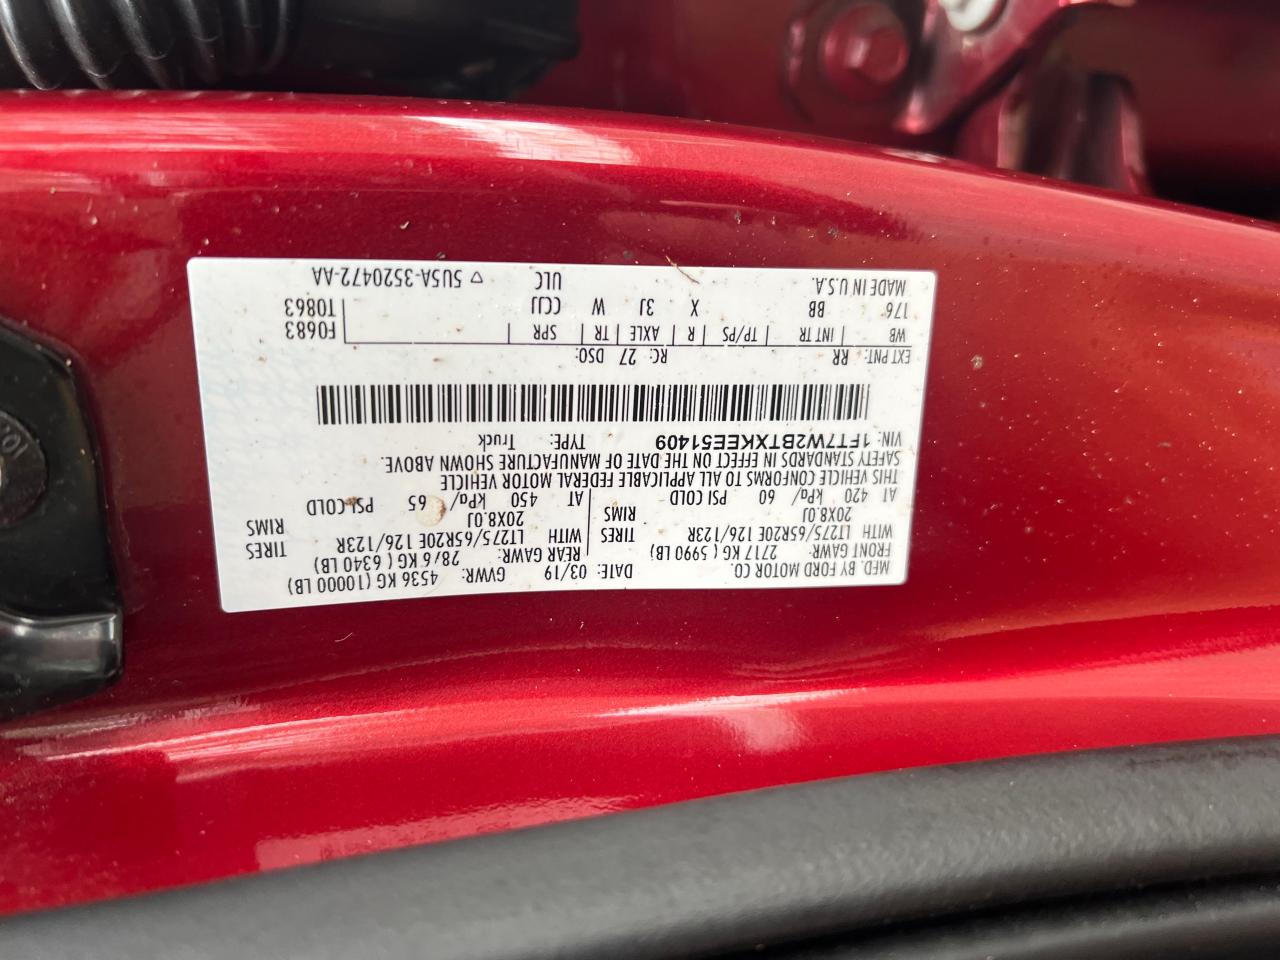 MFD. BY FORD MOTOR CO. DATE: 03/19 GVWR: 4536 KG (10000 LB)
FRONT GAWR: 2717 KG ( 5990 LB) REAR GAWR: 2876 KG ( 6340 LB)
WITH LT275/65R20E 126/123R TIRES WITH LT275/65R20E 126/123R TIRES
20X8.0J RIMS 20X8.0J RIMS
AT 420 kPa/ 60 PSI COLD AT 450 kPa/ 65 PSI COLD
THIS VEHICLE CONFORMS TO ALL APPLICABLE FEDERAL MOTOR VEHICLE
SAFETY STANDARDS IN EFFECT ON THE DATE OF MANUFACTURE SHOWN ABOVE.
VIN: 1FT7W2BTXKEE51409 TYPE: Truck
EXT PNT: RR RC: 27 DSO:
WB INT TR TP/PS R AXLE TR SPR F0683
176 BB X 3J W CCJJ T0863
MADE IN U.S.A. ULC ▽ 5U5A-3520472-AA